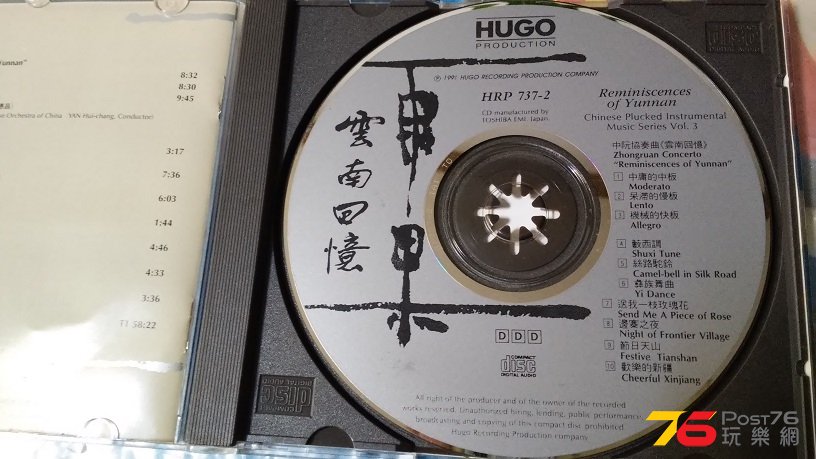 Yunnan"
8:32
8:30
9:45
se Orchestra of China YAN Hui-chang, Conductor)
3:17
7:36
6:03
1:44
4:46
4:33
3:36
TT 58:22
HUGO
PRODUCTION
℗ 1991 HUGO RECORDING PRODUCTION COMPANY
HRP 737-2
CD manufactured by
TOSHIBA EMI, Japan
Reminiscences
of Yunnan
Chinese Plucked Instrumental
Music Series Vol. 3
雲南回憶
中阮協奏曲《雲南回憶》
Zhongruan Concerto
"Reminiscences of Yunnan"
1 中庸的中板
Moderato
2 呆滯的慢板
Lento
3 機械的快板
Allegro
4 皷西調
Shuxi Tune
5 絲路駝鈴
Camel-bell in Silk Road
6 彝族舞曲
Yi Dance
7 送我一枝玫瑰花
Send Me A Piece of Rose
8 邊寨之夜
Night of Frontier Village
9 節日天山
Festive Tianshan
10 歡樂的新疆
Cheerful Xinjiang
DDD
COMPACT
disc
DIGITAL AUDIO
All right of the producer and of the owner of the recorded
works reserved. Unauthorized hiring, lending, public performance,
broadcasting and copying of this compact disc prohibited.
Hugo Recording Production company
COMPACT
disc
DIGITAL AUDIO
76 Post76
玩樂網